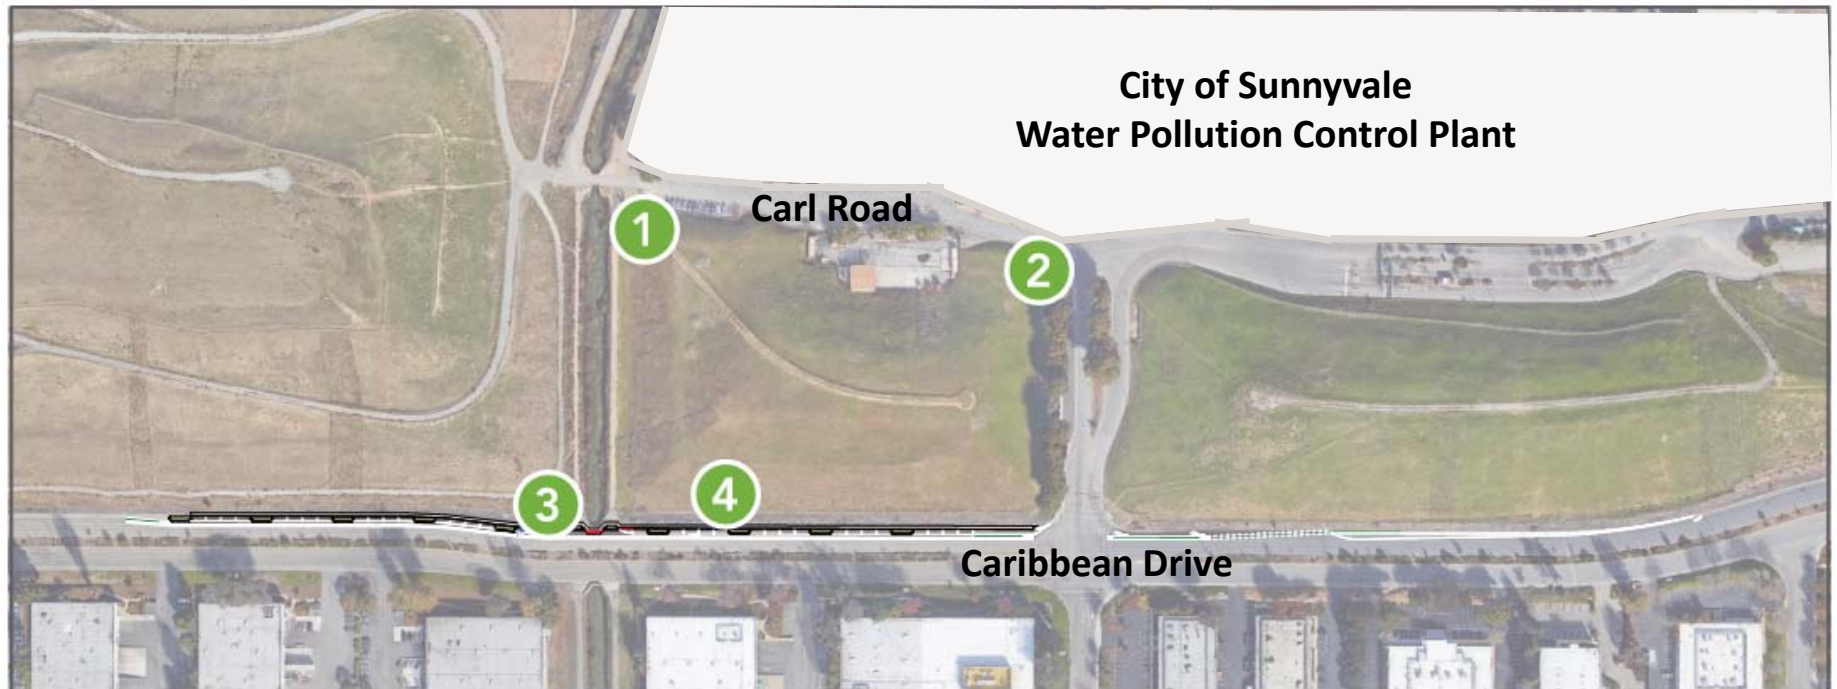 City of Sunnyvale
Water Pollution Control Plant
1
Carl Road
2
3
4
Caribbean Drive